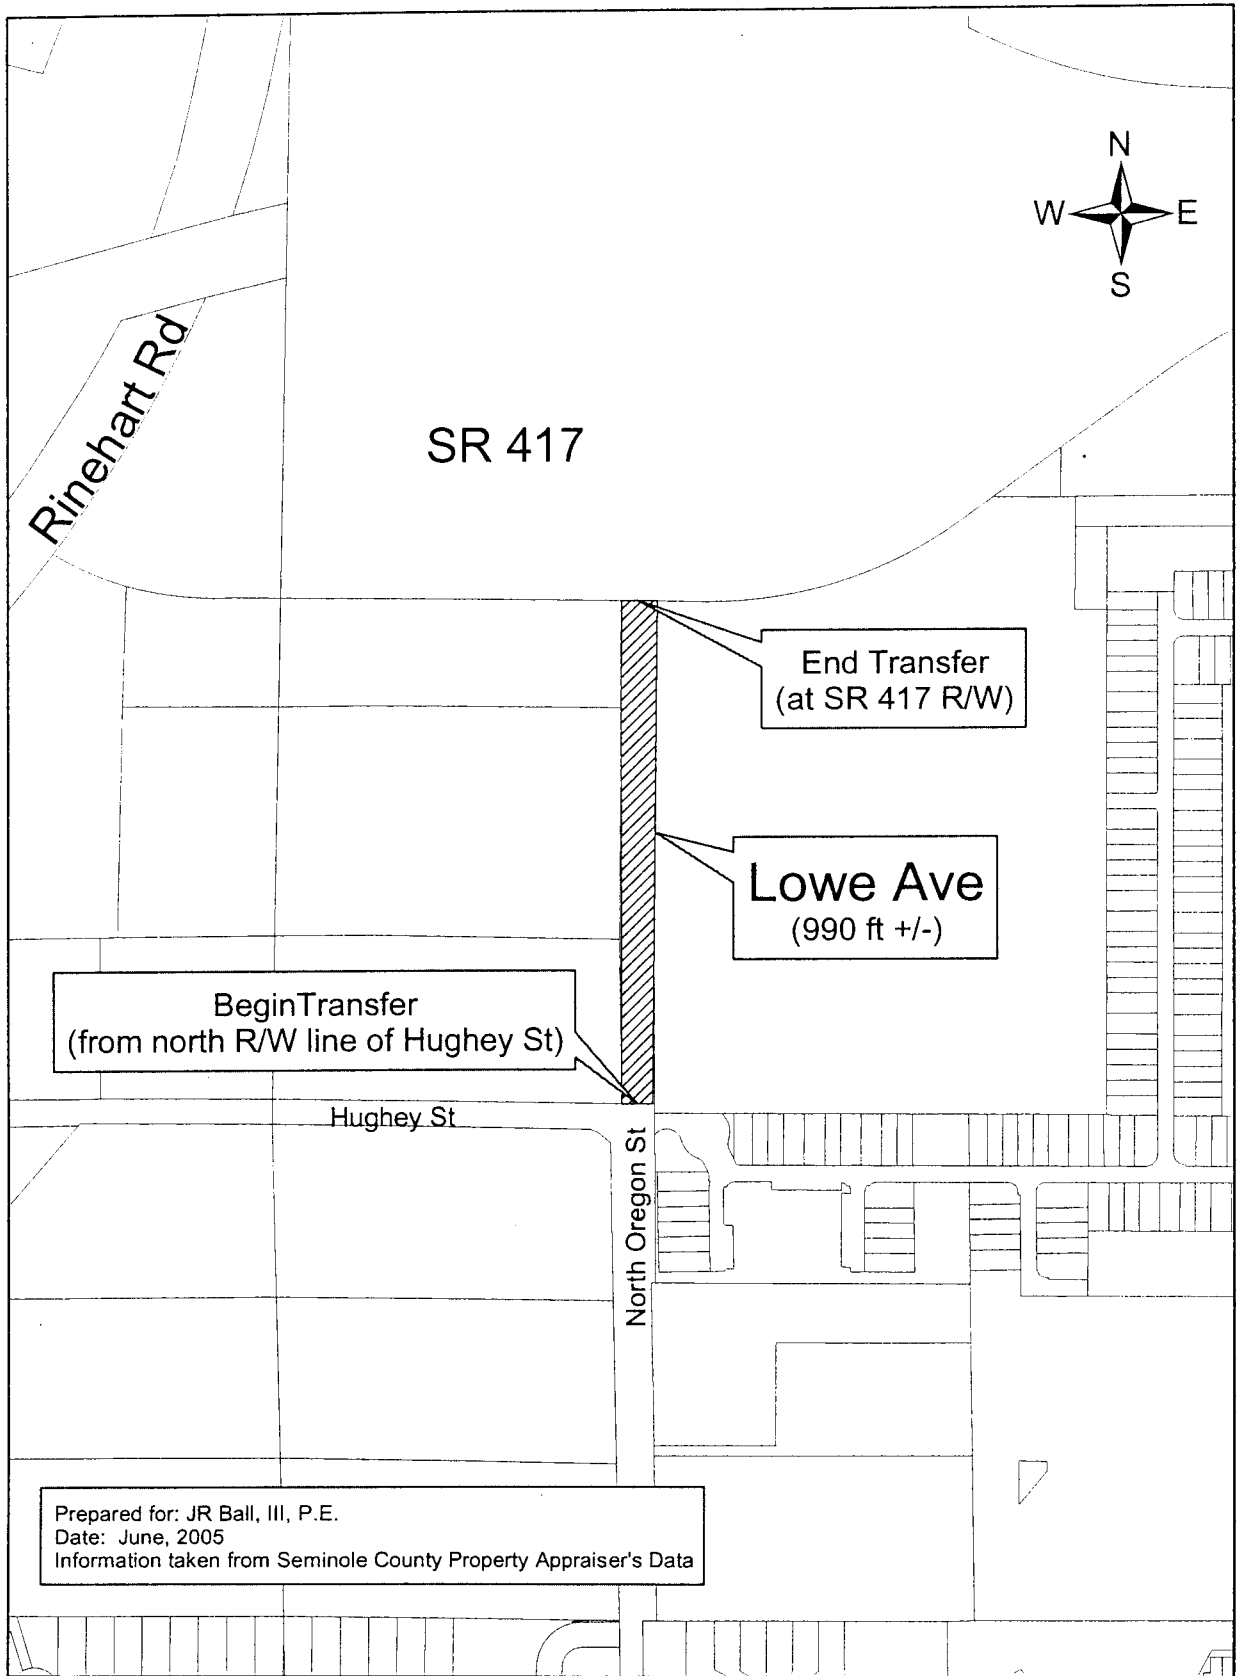 N
W E
S
Rinehart Rd
SR 417
End Transfer
(at SR 417 R/W)
Lowe Ave
(990 ft +/-)
BeginTransfer
(from north R/W line of Hughey St)
Hughey St
North Oregon St
Prepared for: JR Ball, III, P.E.
Date: June, 2005
Information taken from Seminole County Property Appraiser's Data